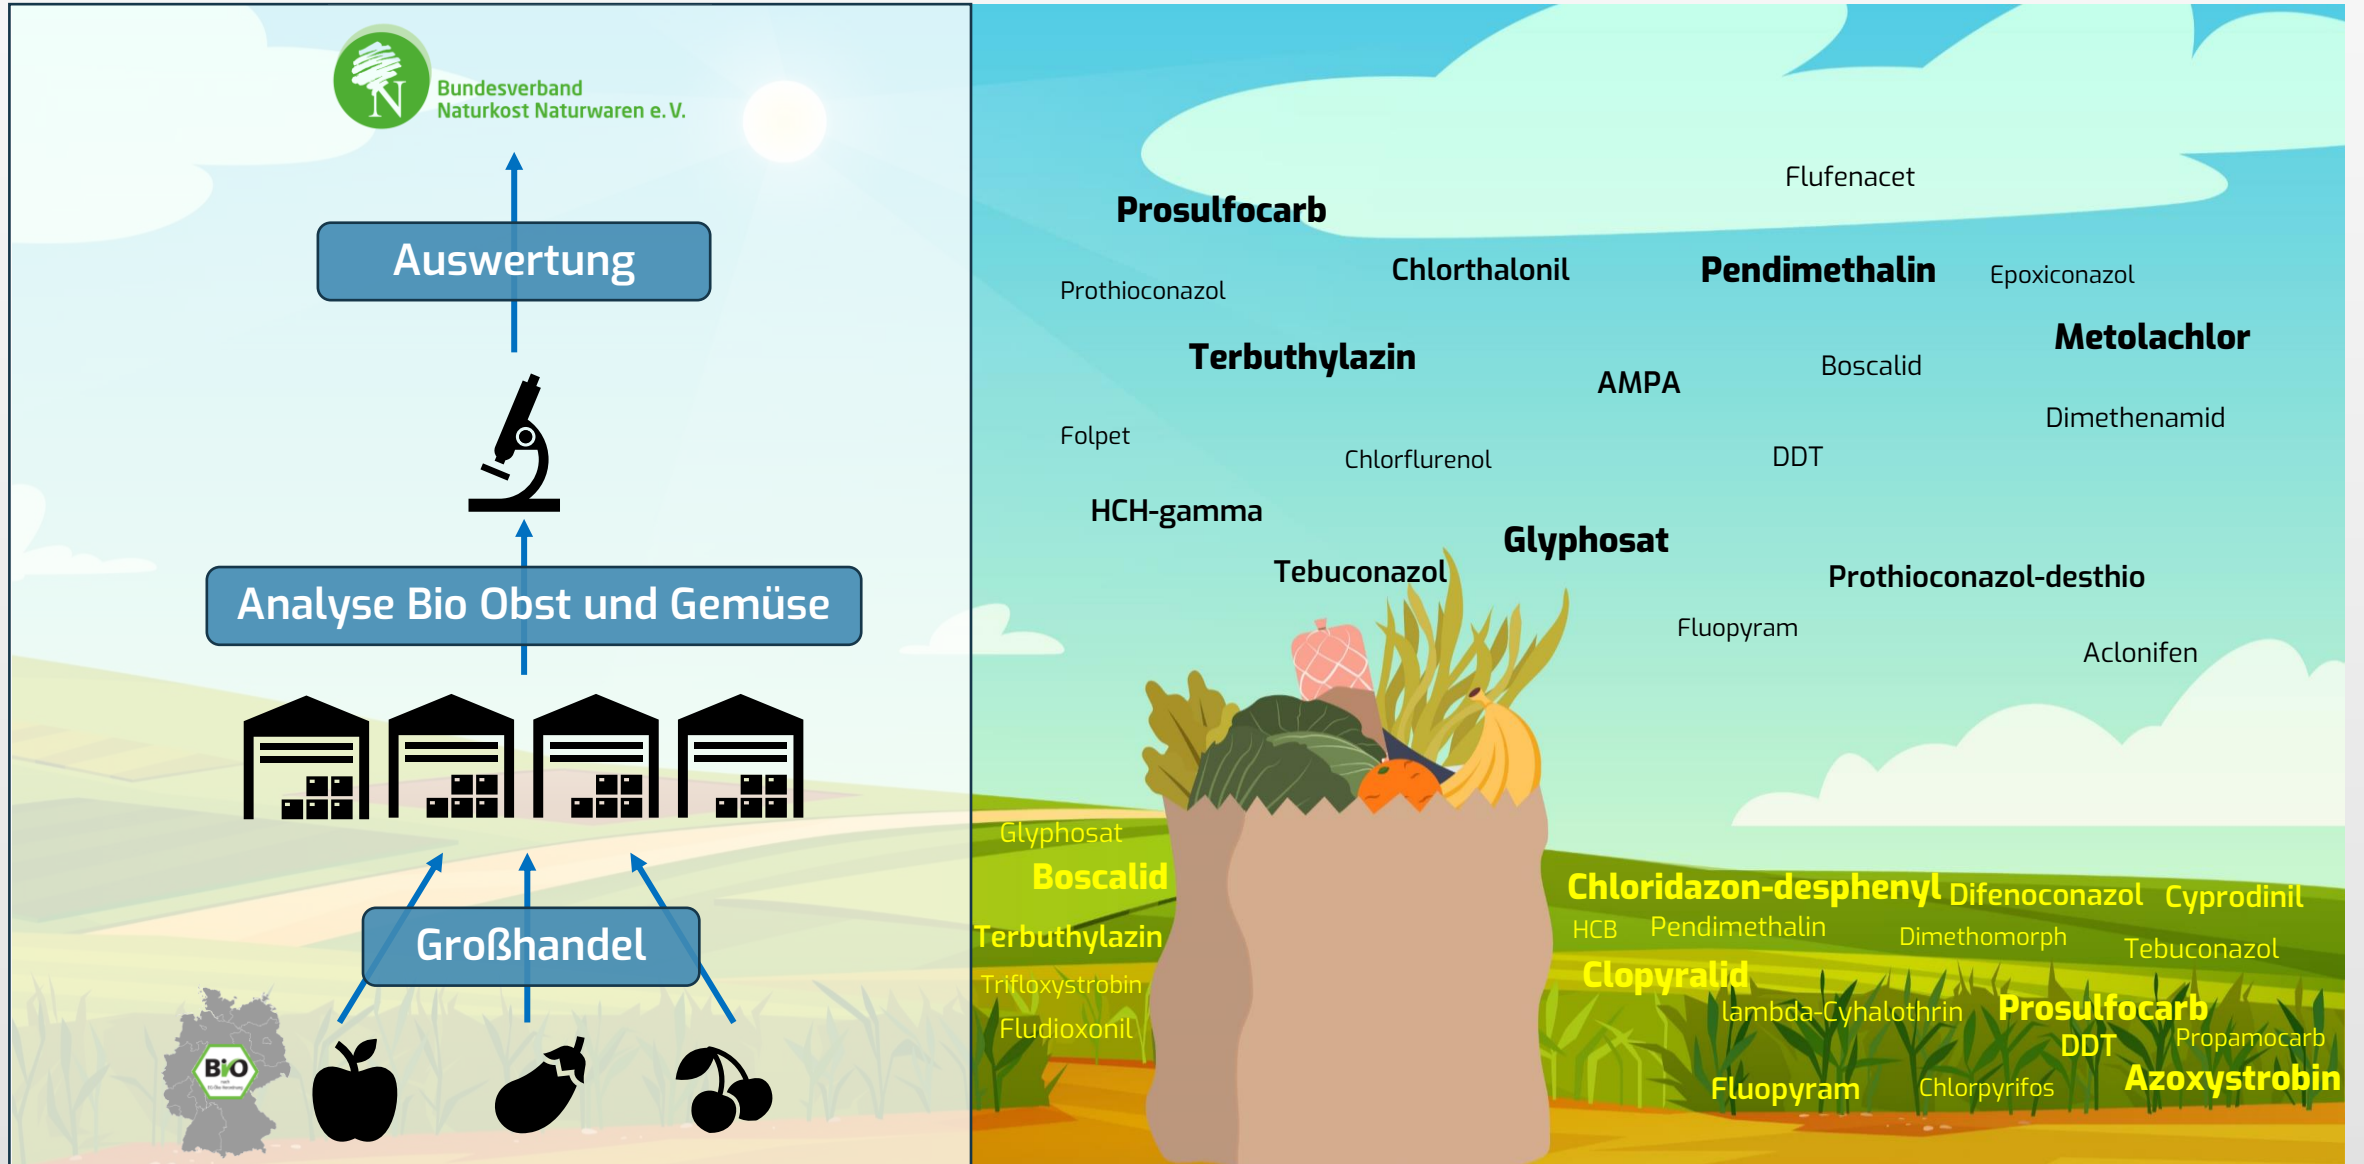 Bundesverband
Naturkost Naturwaren e. V.
Auswertung
Analyse Bio Obst und Gemüse
Großhandel
BiO
Flufenacet
Prosulfocarb
Chlorthalonil
Pendimethalin
Epoxiconazol
Prothioconazol
Metolachlor
Terbuthylazin
Boscalid
AMPA
Dimethenamid
Folpet
Chlorflurenol
DDT
HCH-gamma
Glyphosat
Tebuconazol
Prothioconazol-desthio
Fluopyram
Aclonifen
Glyphosat
Boscalid
Terbuthylazin
Trifloxystrobin
Fludioxonil
Chloridazon-desphenyl
Difenoconazol
Cyprodinil
HCB
Pendimethalin
Dimethomorph
Tebuconazol
Clopyralid
lambda-Cyhalothrin
Prosulfocarb
DDT
Propamocarb
Fluopyram
Chlorpyrifos
Azoxystrobin